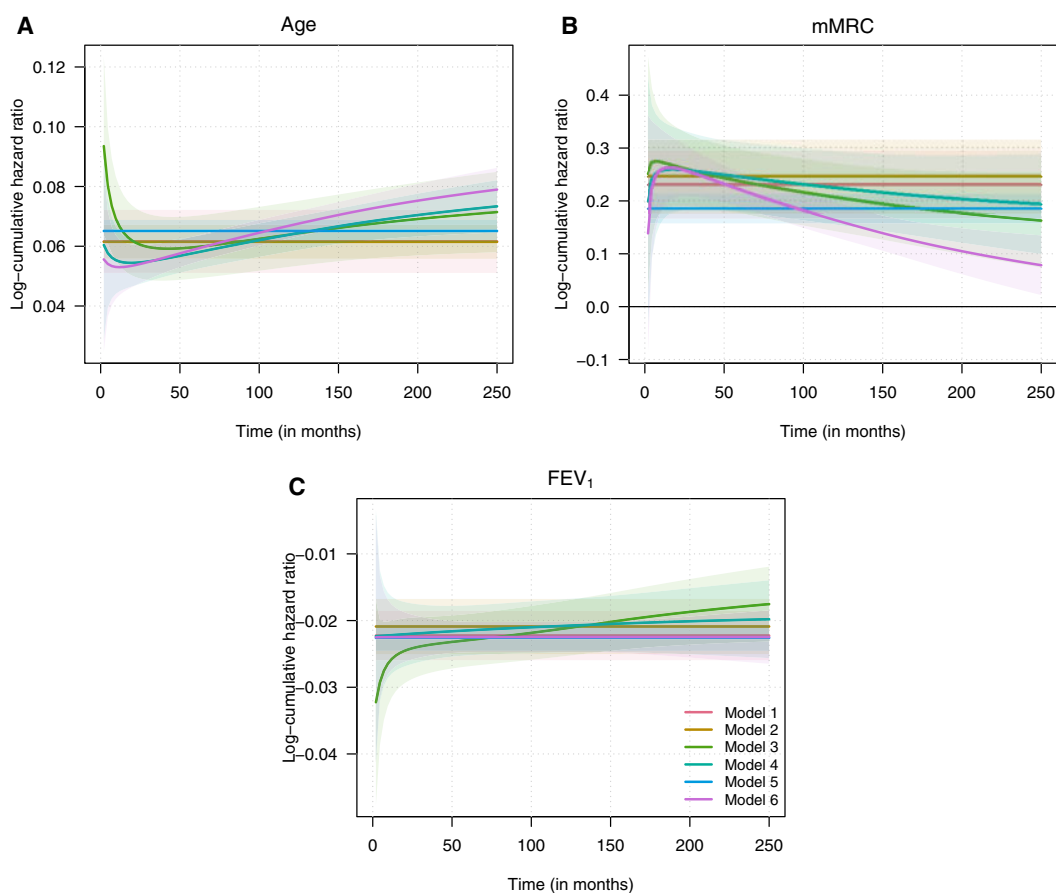 A
Age
Log−cumulative hazard ratio
0.12
0.10
0.08
0.06
0.04
0 50 100 150 200 250
Time (in months)
B
mMRC
Log−cumulative hazard ratio
0.4
0.3
0.2
0.1
0.0
−0.1
0 50 100 150 200 250
Time (in months)
C
FEV₁
Log−cumulative hazard ratio
−0.01
−0.02
−0.03
−0.04
Model 1
Model 2
Model 3
Model 4
Model 5
Model 6
0 50 100 150 200 250
Time (in months)